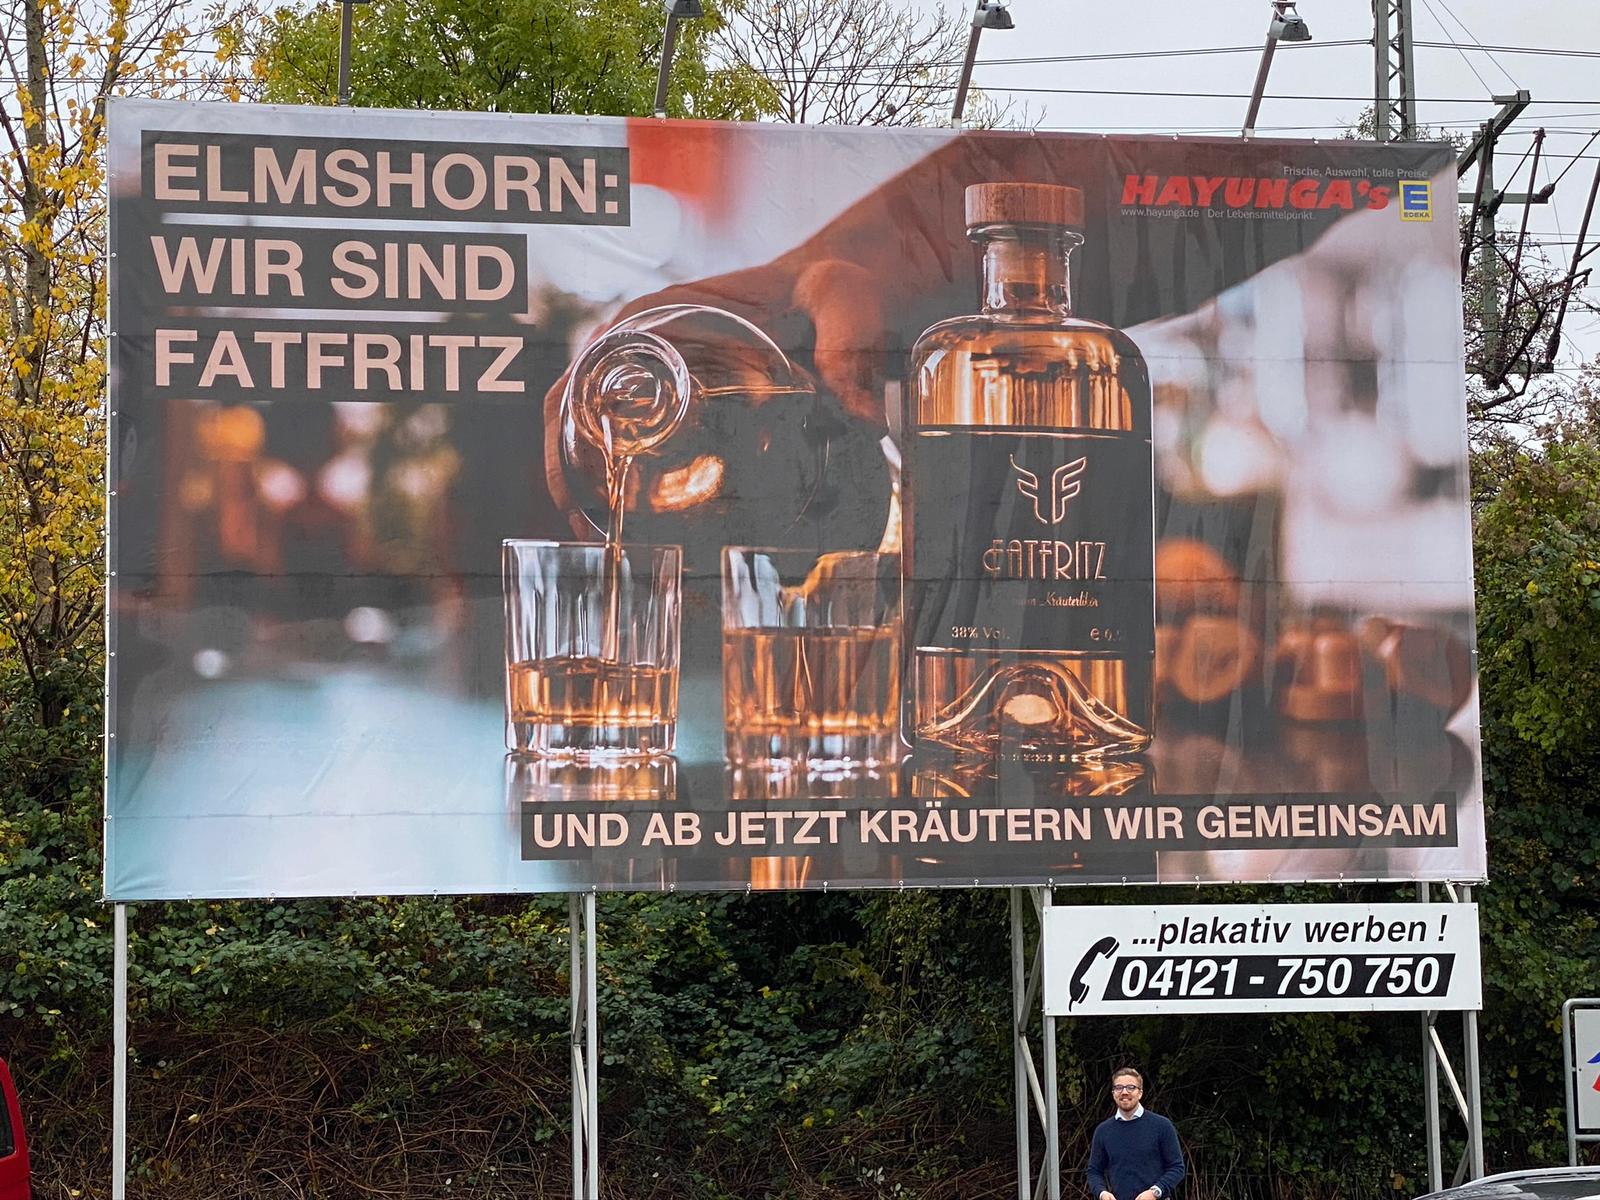 ELMSHORN:
WIR SIND
FATFRITZ
Frische, Auswahl, tolle Preise.
HAYUNGA's
E
EDEKA
www.hayunga.de Der Lebensmittelpunkt.
FATFRITZ
Kräuterlikör
38% Vol.
UND AB JETZT KRÄUTERN WIR GEMEINSAM
...plakativ werben !
04121 - 750 750